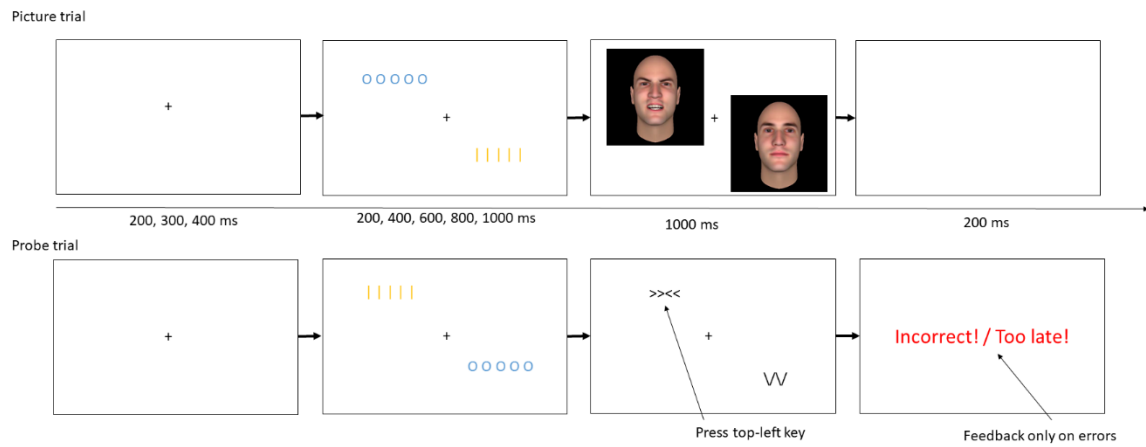 Picture trial
+
O O O O O
+
| | | | |
+
200, 300, 400 ms
200, 400, 600, 800, 1000 ms
1000 ms
200 ms
Probe trial
+
| | | | |
+
O O O O O
>><<
+
\/\/
Incorrect! / Too late!
Press top-left key
Feedback only on errors